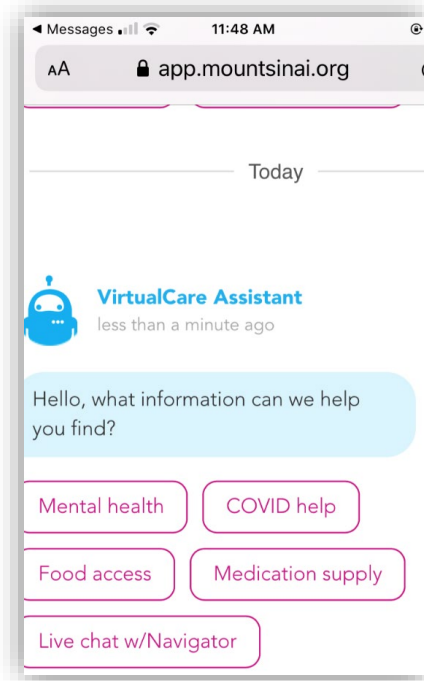 Messages
11:48 AM
AA
app.mountsinai.org
Today
VirtualCare Assistant
less than a minute ago
Hello, what information can we help
you find?
Mental health
COVID help
Food access
Medication supply
Live chat w/Navigator